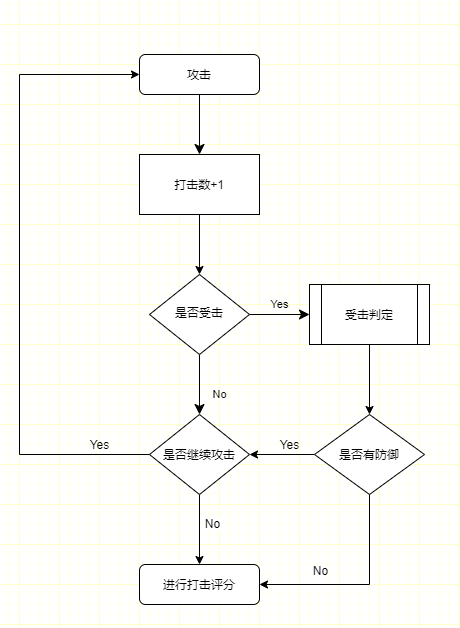 攻击
打击数+1
是否受击
Yes
受击判定
No
Yes
是否继续攻击
Yes
是否有防御
No
No
进行打击评分